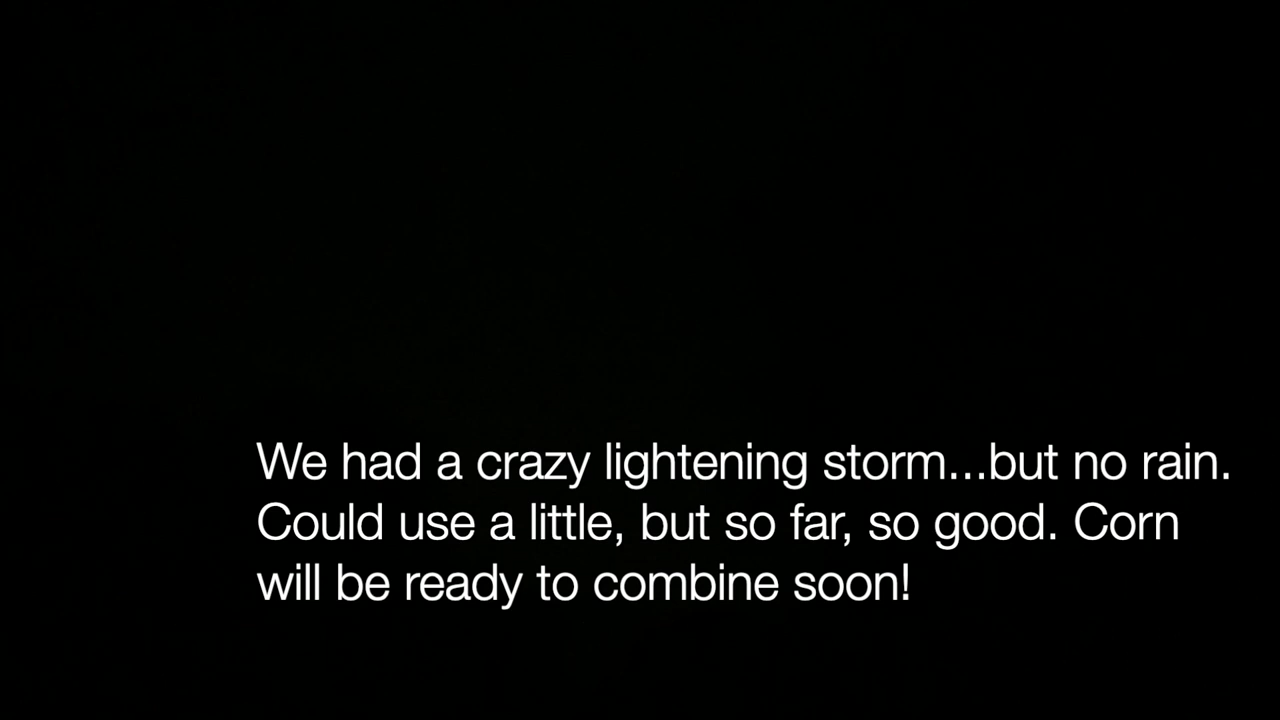 We had a crazy lightening storm...but no rain.
Could use a little, but so far, so good. Corn
will be ready to combine soon!